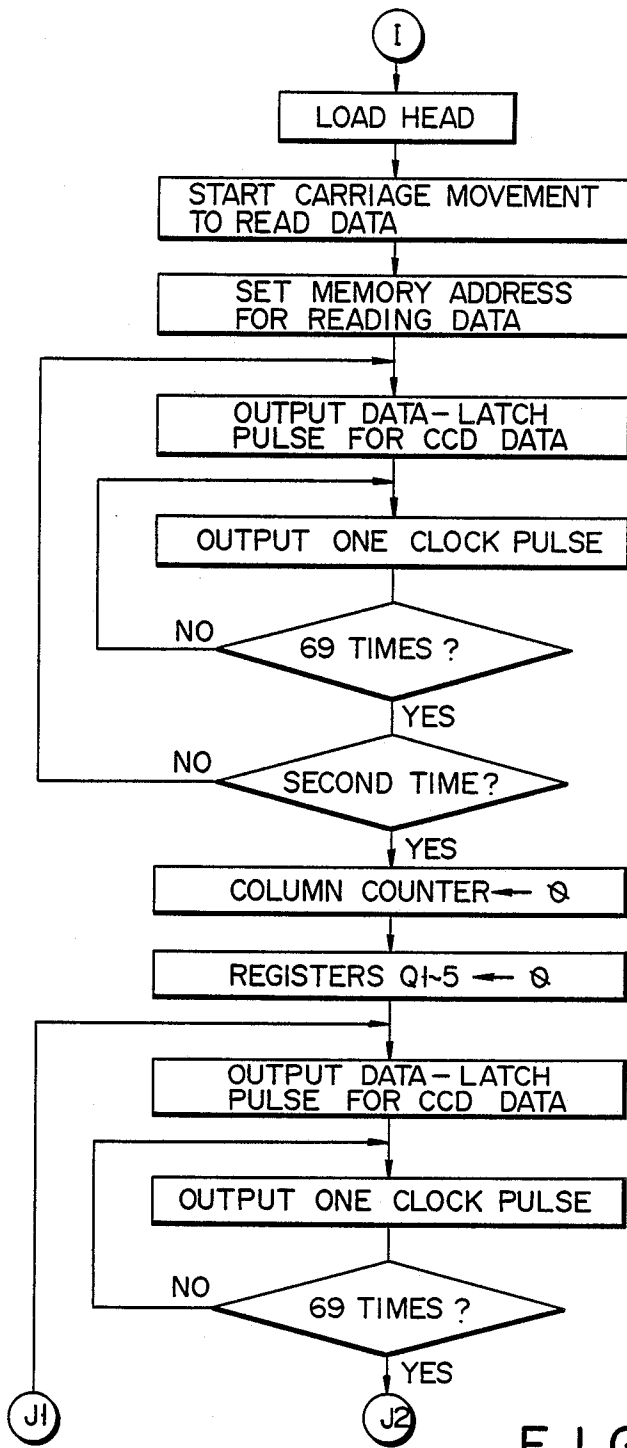 I
LOAD HEAD
START CARRIAGE MOVEMENT
TO READ DATA
SET MEMORY ADDRESS
FOR READING DATA
OUTPUT DATA-LATCH
PULSE FOR CCD DATA
OUTPUT ONE CLOCK PULSE
NO
69 TIMES ?
YES
NO
SECOND TIME?
YES
COLUMN COUNTER ← 0
REGISTERS Q1~5 ← 0
OUTPUT DATA-LATCH
PULSE FOR CCD DATA
OUTPUT ONE CLOCK PULSE
NO
69 TIMES ?
YES
J1
J2
FIG